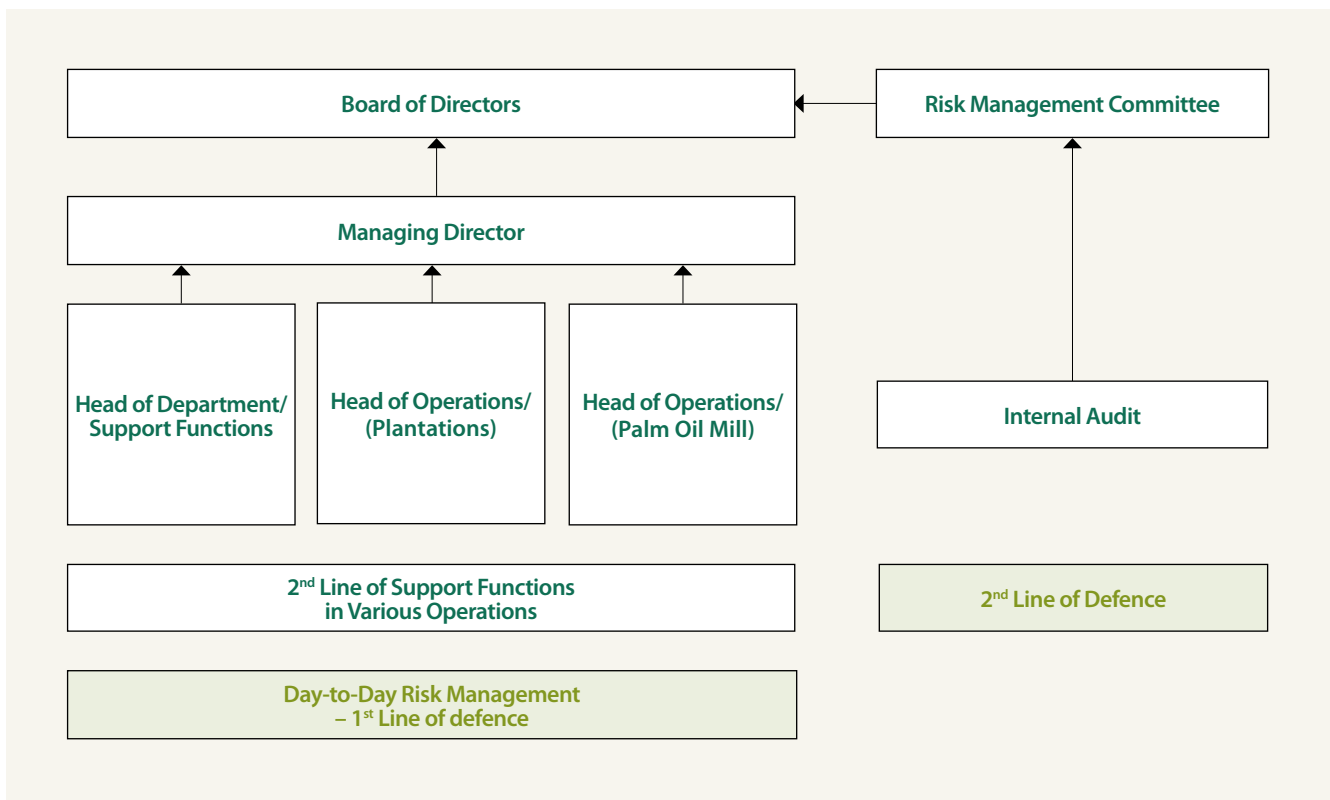 Board of Directors
Risk Management Committee
Managing Director
Head of Department/
Support Functions
Head of Operations/
(Plantations)
Head of Operations/
(Palm Oil Mill)
Internal Audit
2nd Line of Support Functions
in Various Operations
2nd Line of Defence
Day-to-Day Risk Management
– 1st Line of defence